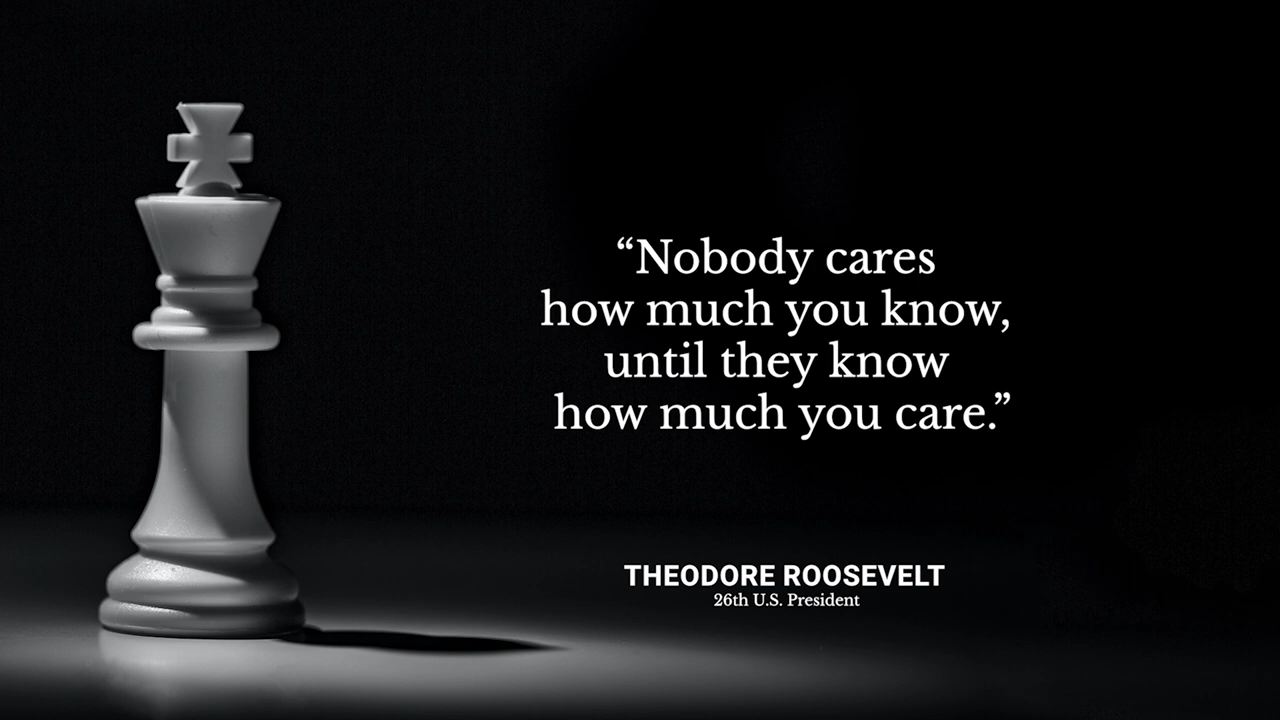 “Nobody cares
how much you know,
until they know
how much you care.”
THEODORE ROOSEVELT
26th U.S. President